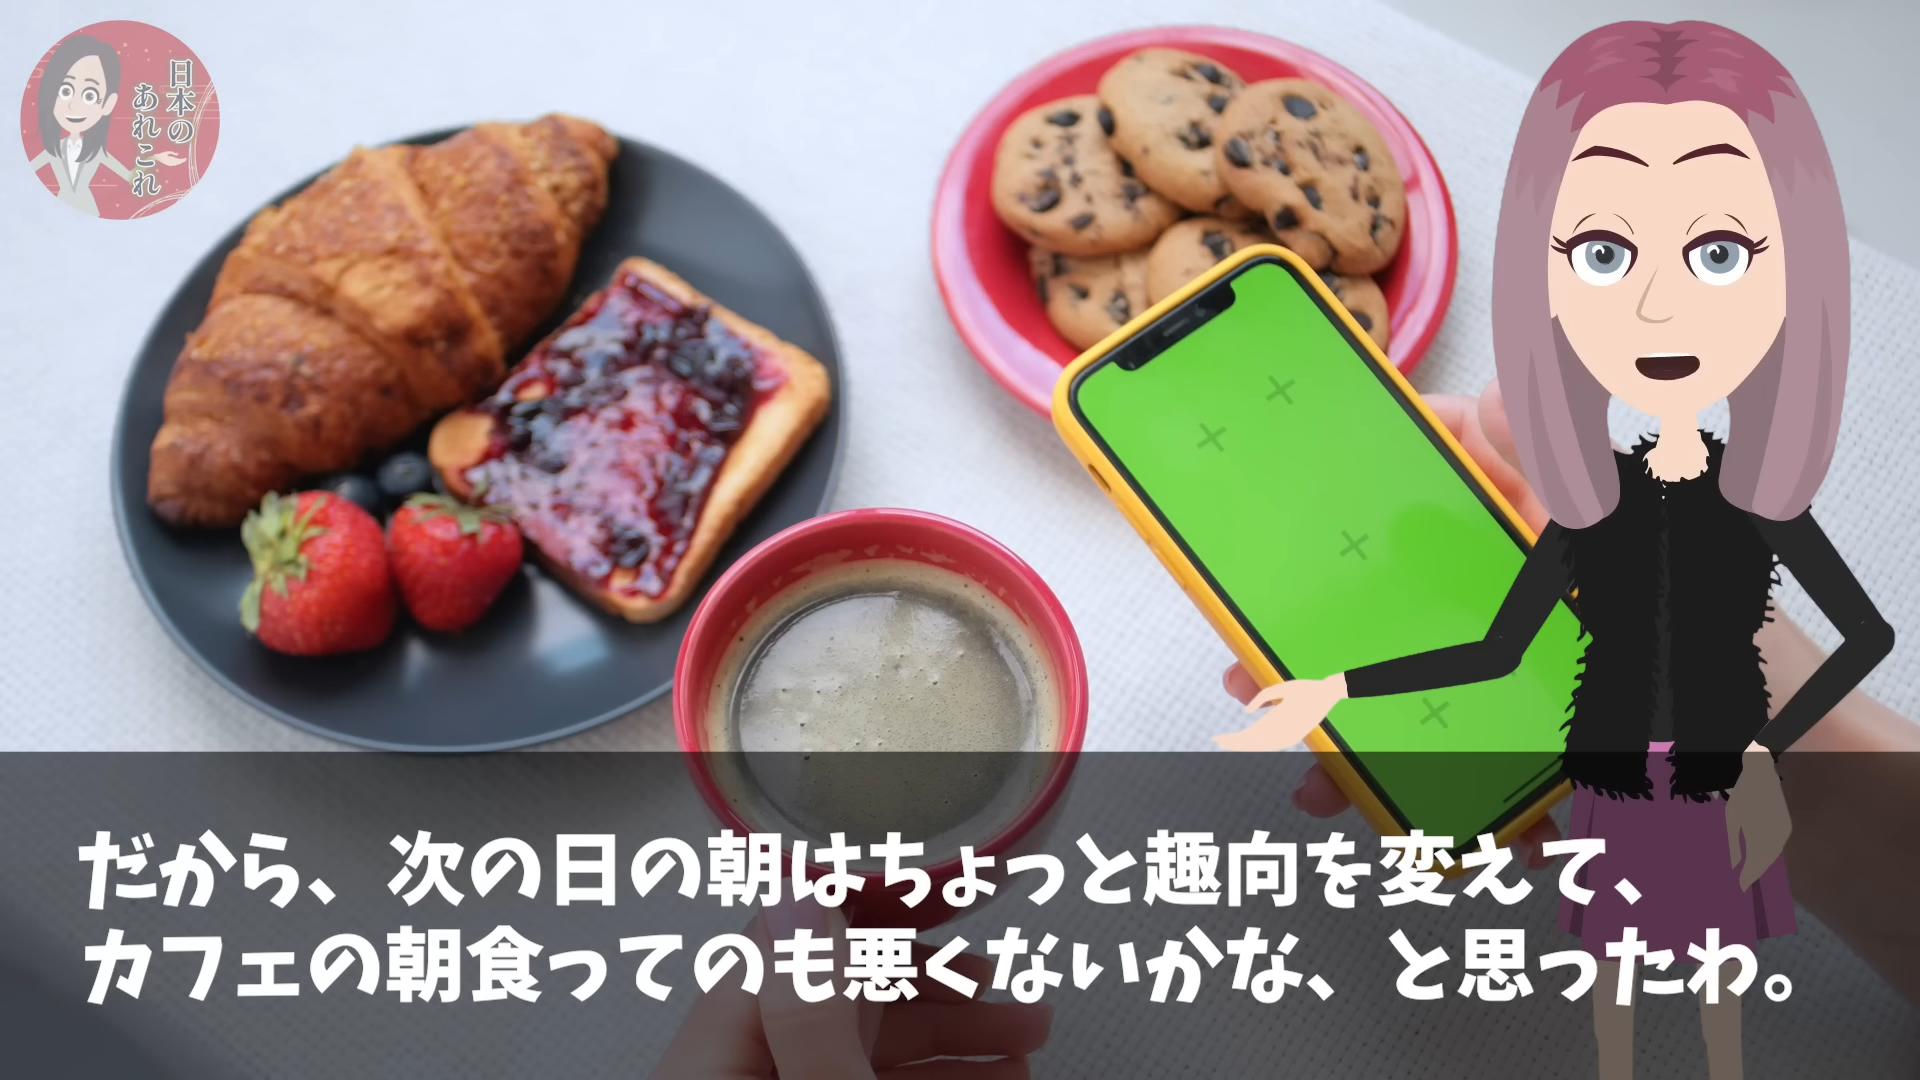 日本の
あれこれ
だから、次の日の朝はちょっと趣向を変えて、
カフェの朝食ってのも悪くないかな、と思ったわ。